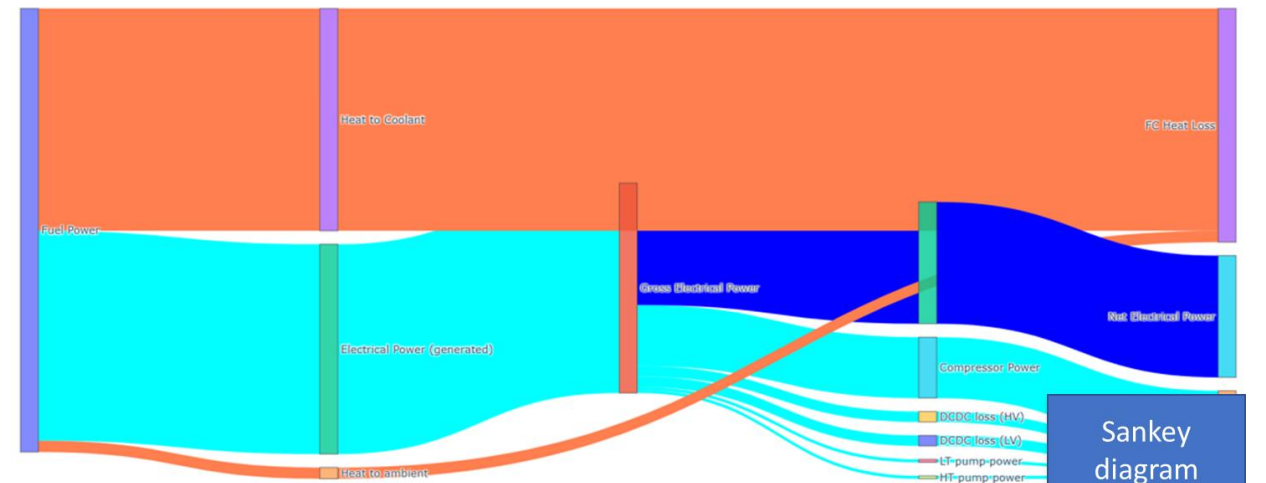 Heat to Coolant
FC Heat Loss
Fuel Power
Gross Electrical Power
Net Electrical Power
Electrical Power (generated)
Compressor Power
DCDC loss (HV)
DCDC loss (LV)
LT pump power
Heat to ambient
HT pump power
Sankey
diagram